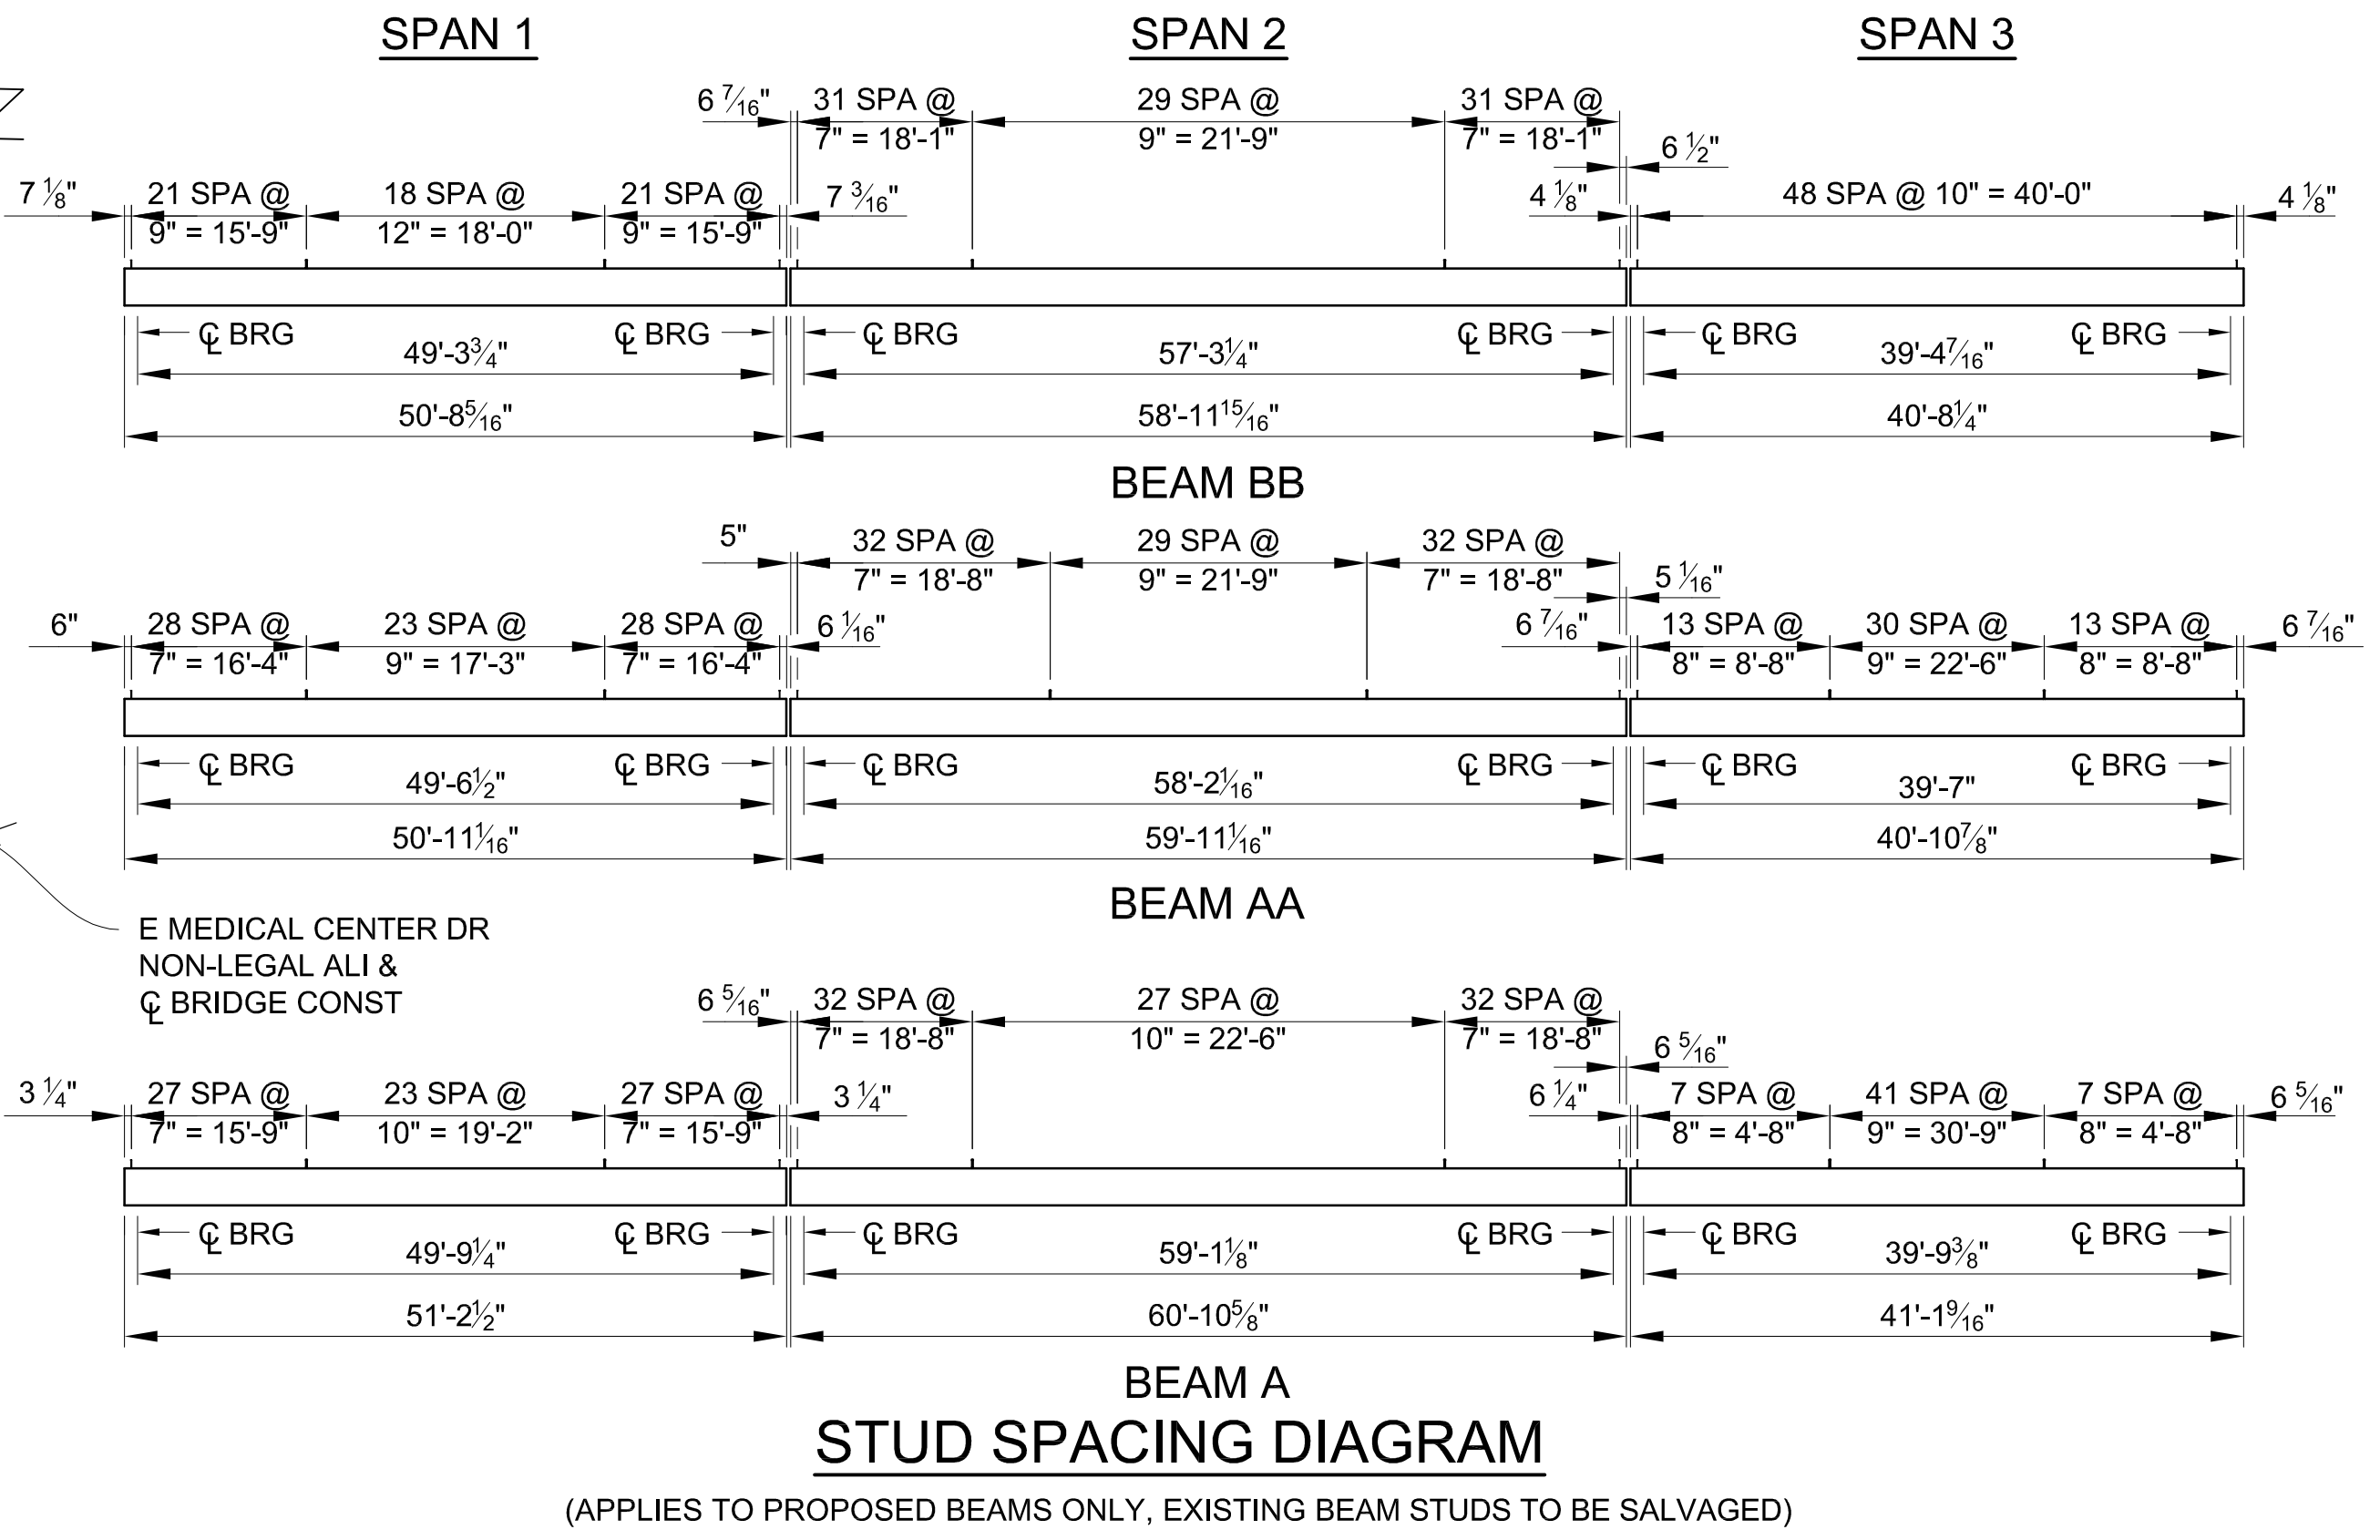 SPAN 1 SPAN 2 SPAN 3
6 7/16" 31 SPA @ 29 SPA @ 31 SPA @
7" = 18'-1" 9" = 21'-9" 7" = 18'-1"
6 1/2"
7 1/8" 21 SPA @ 18 SPA @ 21 SPA @ 7 3/16" 4 1/8" 48 SPA @ 10" = 40'-0" 4 1/8"
9" = 15'-9" 12" = 18'-0" 9" = 15'-9"
℄ BRG ℄ BRG ℄ BRG ℄ BRG ℄ BRG ℄ BRG
49'-3 3/4" 57'-3 1/4" 39'-4 7/16"
50'-8 5/16" 58'-11 15/16" 40'-8 1/4"
BEAM BB
5" 32 SPA @ 29 SPA @ 32 SPA @
7" = 18'-8" 9" = 21'-9" 7" = 18'-8"
5 1/16"
6" 28 SPA @ 23 SPA @ 28 SPA @ 6 1/16" 6 7/16" 13 SPA @ 30 SPA @ 13 SPA @ 6 7/16"
7" = 16'-4" 9" = 17'-3" 7" = 16'-4" 8" = 8'-8" 9" = 22'-6" 8" = 8'-8"
℄ BRG ℄ BRG ℄ BRG ℄ BRG ℄ BRG ℄ BRG
49'-6 1/2" 58'-2 1/16" 39'-7"
50'-11 1/16" 59'-11 1/16" 40'-10 7/8"
BEAM AA
E MEDICAL CENTER DR
NON-LEGAL ALI &
℄ BRIDGE CONST
6 5/16" 32 SPA @ 27 SPA @ 32 SPA @
7" = 18'-8" 10" = 22'-6" 7" = 18'-8"
6 5/16"
3 1/4" 27 SPA @ 23 SPA @ 27 SPA @ 3 1/4" 6 1/4" 7 SPA @ 41 SPA @ 7 SPA @ 6 5/16"
7" = 15'-9" 10" = 19'-2" 7" = 15'-9" 8" = 4'-8" 9" = 30'-9" 8" = 4'-8"
℄ BRG ℄ BRG ℄ BRG ℄ BRG ℄ BRG ℄ BRG
49'-9 1/4" 59'-1 1/8" 39'-9 3/8"
51'-2 1/2" 60'-10 5/8" 41'-1 9/16"
BEAM A
STUD SPACING DIAGRAM
(APPLIES TO PROPOSED BEAMS ONLY, EXISTING BEAM STUDS TO BE SALVAGED)